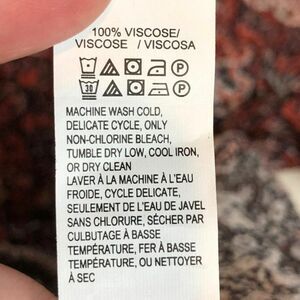 100% VISCOSE/
VISCOSE / VISCOSA
P
30 P
MACHINE WASH COLD,
DELICATE CYCLE, ONLY
NON-CHLORINE BLEACH,
TUMBLE DRY LOW, COOL IRON,
OR DRY CLEAN
LAVER À LA MACHINE À L'EAU
FROIDE, CYCLE DELICATE,
SEULEMENT DE L'EAU DE JAVEL
SANS CHLORURE, SÉCHER PAR
CULBUTAGE À BASSE
TEMPÉRATURE, FER À BASSE
TEMPÉRATURE, OU NETTOYER
À SEC